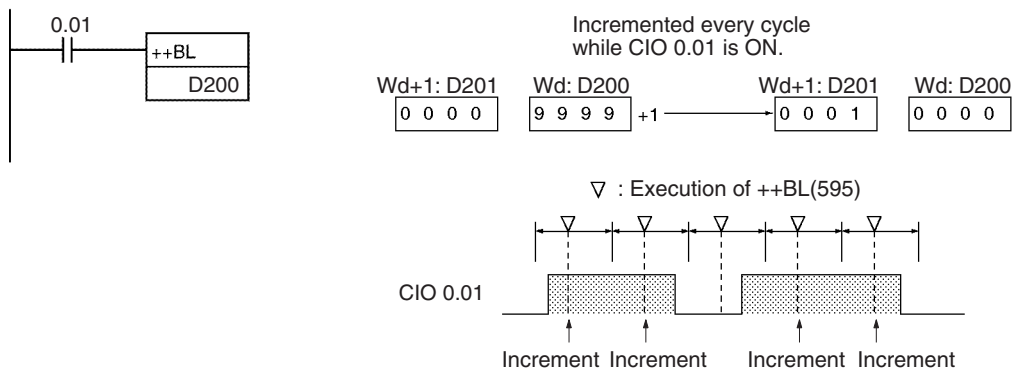 0.01
++BL
D200
Incremented every cycle
while CIO 0.01 is ON.
Wd+1: D201 Wd: D200 Wd+1: D201 Wd: D200
0 0 0 0 9 9 9 9 +1 0 0 0 1 0 0 0 0
: Execution of ++BL(595)
CIO 0.01
Increment Increment Increment Increment